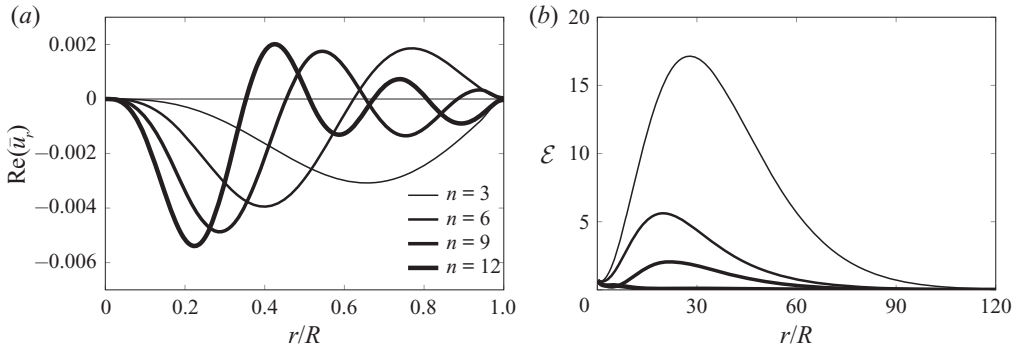 (a)
0.002
0
−0.002
−0.004
−0.006
Re(ū_r)
n = 3
n = 6
n = 9
n = 12
0 0.2 0.4 0.6 0.8 1.0
r/R
(b)
20
15
10
5
ℰ
0 30 60 90 120
r/R